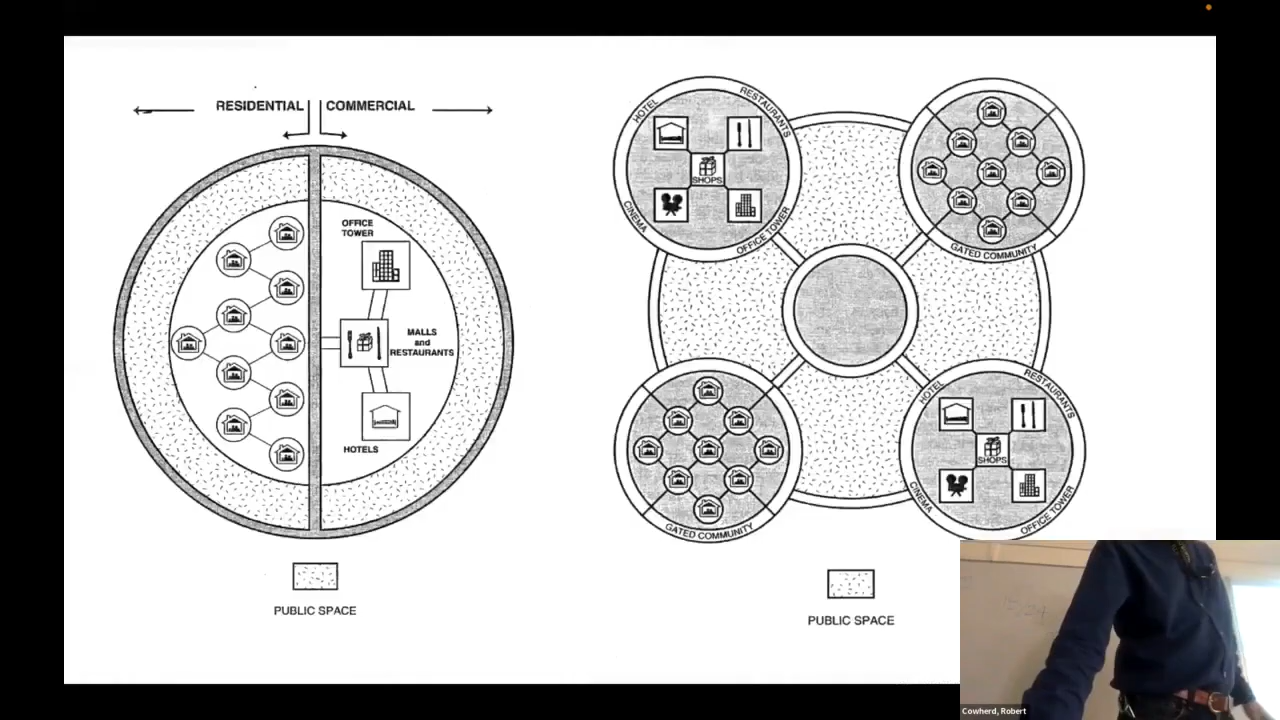 RESIDENTIAL
COMMERCIAL
OFFICE
TOWER
MALLS
and
RESTAURANTS
HOTELS
PUBLIC SPACE
HOTEL
RESTAURANTS
SHOPS
CINEMA
OFFICE TOWER
GATED COMMUNITY
GATED COMMUNITY
HOTEL
RESTAURANTS
SHOPS
CINEMA
OFFICE TOWER
PUBLIC SPACE
Cowherd, Robert